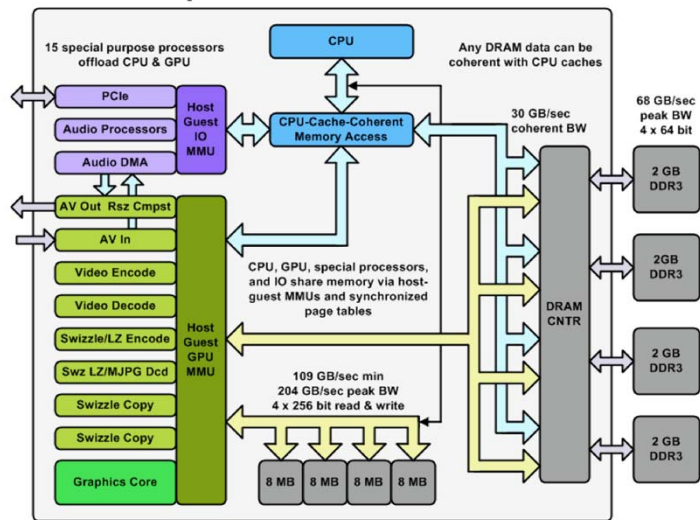 15 special purpose processors
offload CPU & GPU
CPU
Any DRAM data can be
coherent with CPU caches
PCIe
Audio Processors
Audio DMA
Host
Guest
IO
MMU
CPU-Cache-Coherent
Memory Access
30 GB/sec
coherent BW
68 GB/sec
peak BW
4 x 64 bit
AV Out Rsz Cmpst
AV In
Video Encode
Video Decode
Swizzle/LZ Encode
Swz LZ/MJPG Dcd
Swizzle Copy
Swizzle Copy
Graphics Core
Host
Guest
GPU
MMU
CPU, GPU, special processors,
and IO share memory via host-
guest MMUs and synchronized
page tables
109 GB/sec min
204 GB/sec peak BW
4 x 256 bit read & write
8 MB
8 MB
8 MB
8 MB
DRAM
CNTR
2 GB
DDR3
2GB
DDR3
2 GB
DDR3
2 GB
DDR3